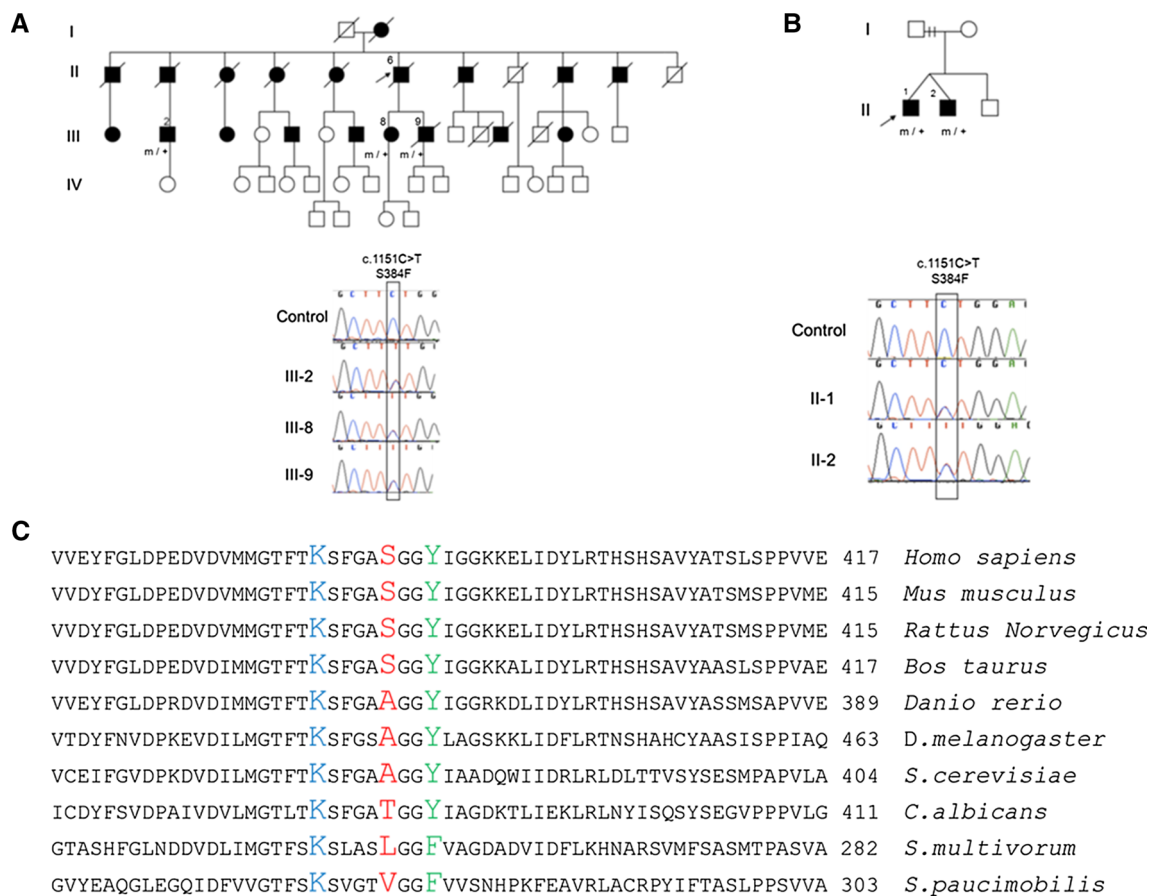 A
B
I
II
III
IV
6
2
8
9
m / +
m / +
m / +
I
II
1
2
m / +
m / +
c.1151C>T
S384F
G C T T C T G G
Control
III-2
III-8
III-9
c.1151C>T
S384F
G C T T C T G G A
Control
G C T T C T G G A
II-1
II-2
C
VVEYFGLDPEDVDVMMGTFTKSFGASGGYIGGKKELIDYLRTHSHSAVYATSLSPPVVE 417 Homo sapiens
VVDYFGLDPEDVDVMMGTFTKSFGASGGYIGGKKELIDYLRTHSHSAVYATSMSPPVME 415 Mus musculus
VVDYFGLDPEDVDVMMGTFTKSFGASGGYIGGKKELIDYLRTHSHSAVYATSMSPPVME 415 Rattus Norvegicus
VVDYFGLDPEDVDIMMGTFTKSFGASGGYIGGKKALIDYLRTHSHSAVYAASLSPPVAE 417 Bos taurus
VVEYFGLDPRDVDIMMGTFTKSFGAAGGYIGGRKDLIDYLRTHSHSAVYASSMSAPVVE 389 Danio rerio
VTDYFNVDPKEVDILMGTFTKSFGSAGGYLAGSKKLIDFLRTNSHAHCYAASISPPIAQ 463 D.melanogaster
VCEIFGVDPKDVDILMGTFTKSFGAAGGYIAADQWIIDRLRLDLTTVSYSESMPAPVLA 404 S.cerevisiae
ICDYFSVDPAIVDVLMGTLTKSFGATGGYIAGDKTLIEKLRLNYISQSYSEGVPPPVLG 411 C.albicans
GTASHFGLNDDVDLIMGTFSKSLASLGGFVAGDADVIDFLKHNARSVMFSASMTPASVA 282 S.multivorum
GVYEAQGLEGQIDFVVGTFSKSVGTVGGFVVSNHPKFEAVRLACRPYIFTASLPPSVVA 303 S.paucimobilis